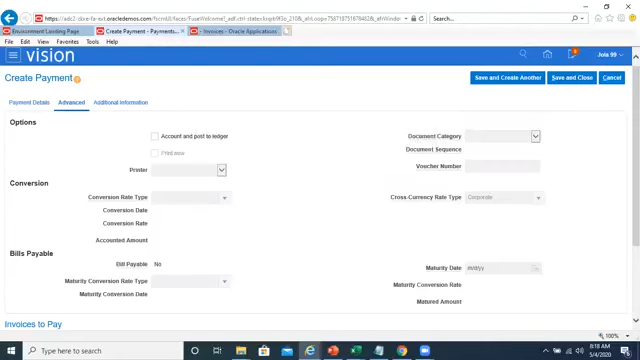 https://adc2-
Environment Landing Page
Create Payment - Payments...
- Invoices - Oracle Applications
Search...
File Edit View Favorites Tools Help
vision
Jola 99
Create Payment
Save and Create Another
Save and Close
Cancel
Payment Details
Advanced
Additional Information
Options
Account and post to ledger
Document Category
Print now
Document Sequence
Printer
Voucher Number
Conversion
Conversion Rate Type
Cross-Currency Rate Type
Corporate
Conversion Date
Conversion Rate
Accounted Amount
Bills Payable
Bill Payable
No
Maturity Date
m/d/yy
Maturity Conversion Rate Type
Maturity Conversion Rate
Maturity Conversion Date
Matured Amount
Invoices to Pay
100%
Type here to search
8:18 AM
5/4/2020